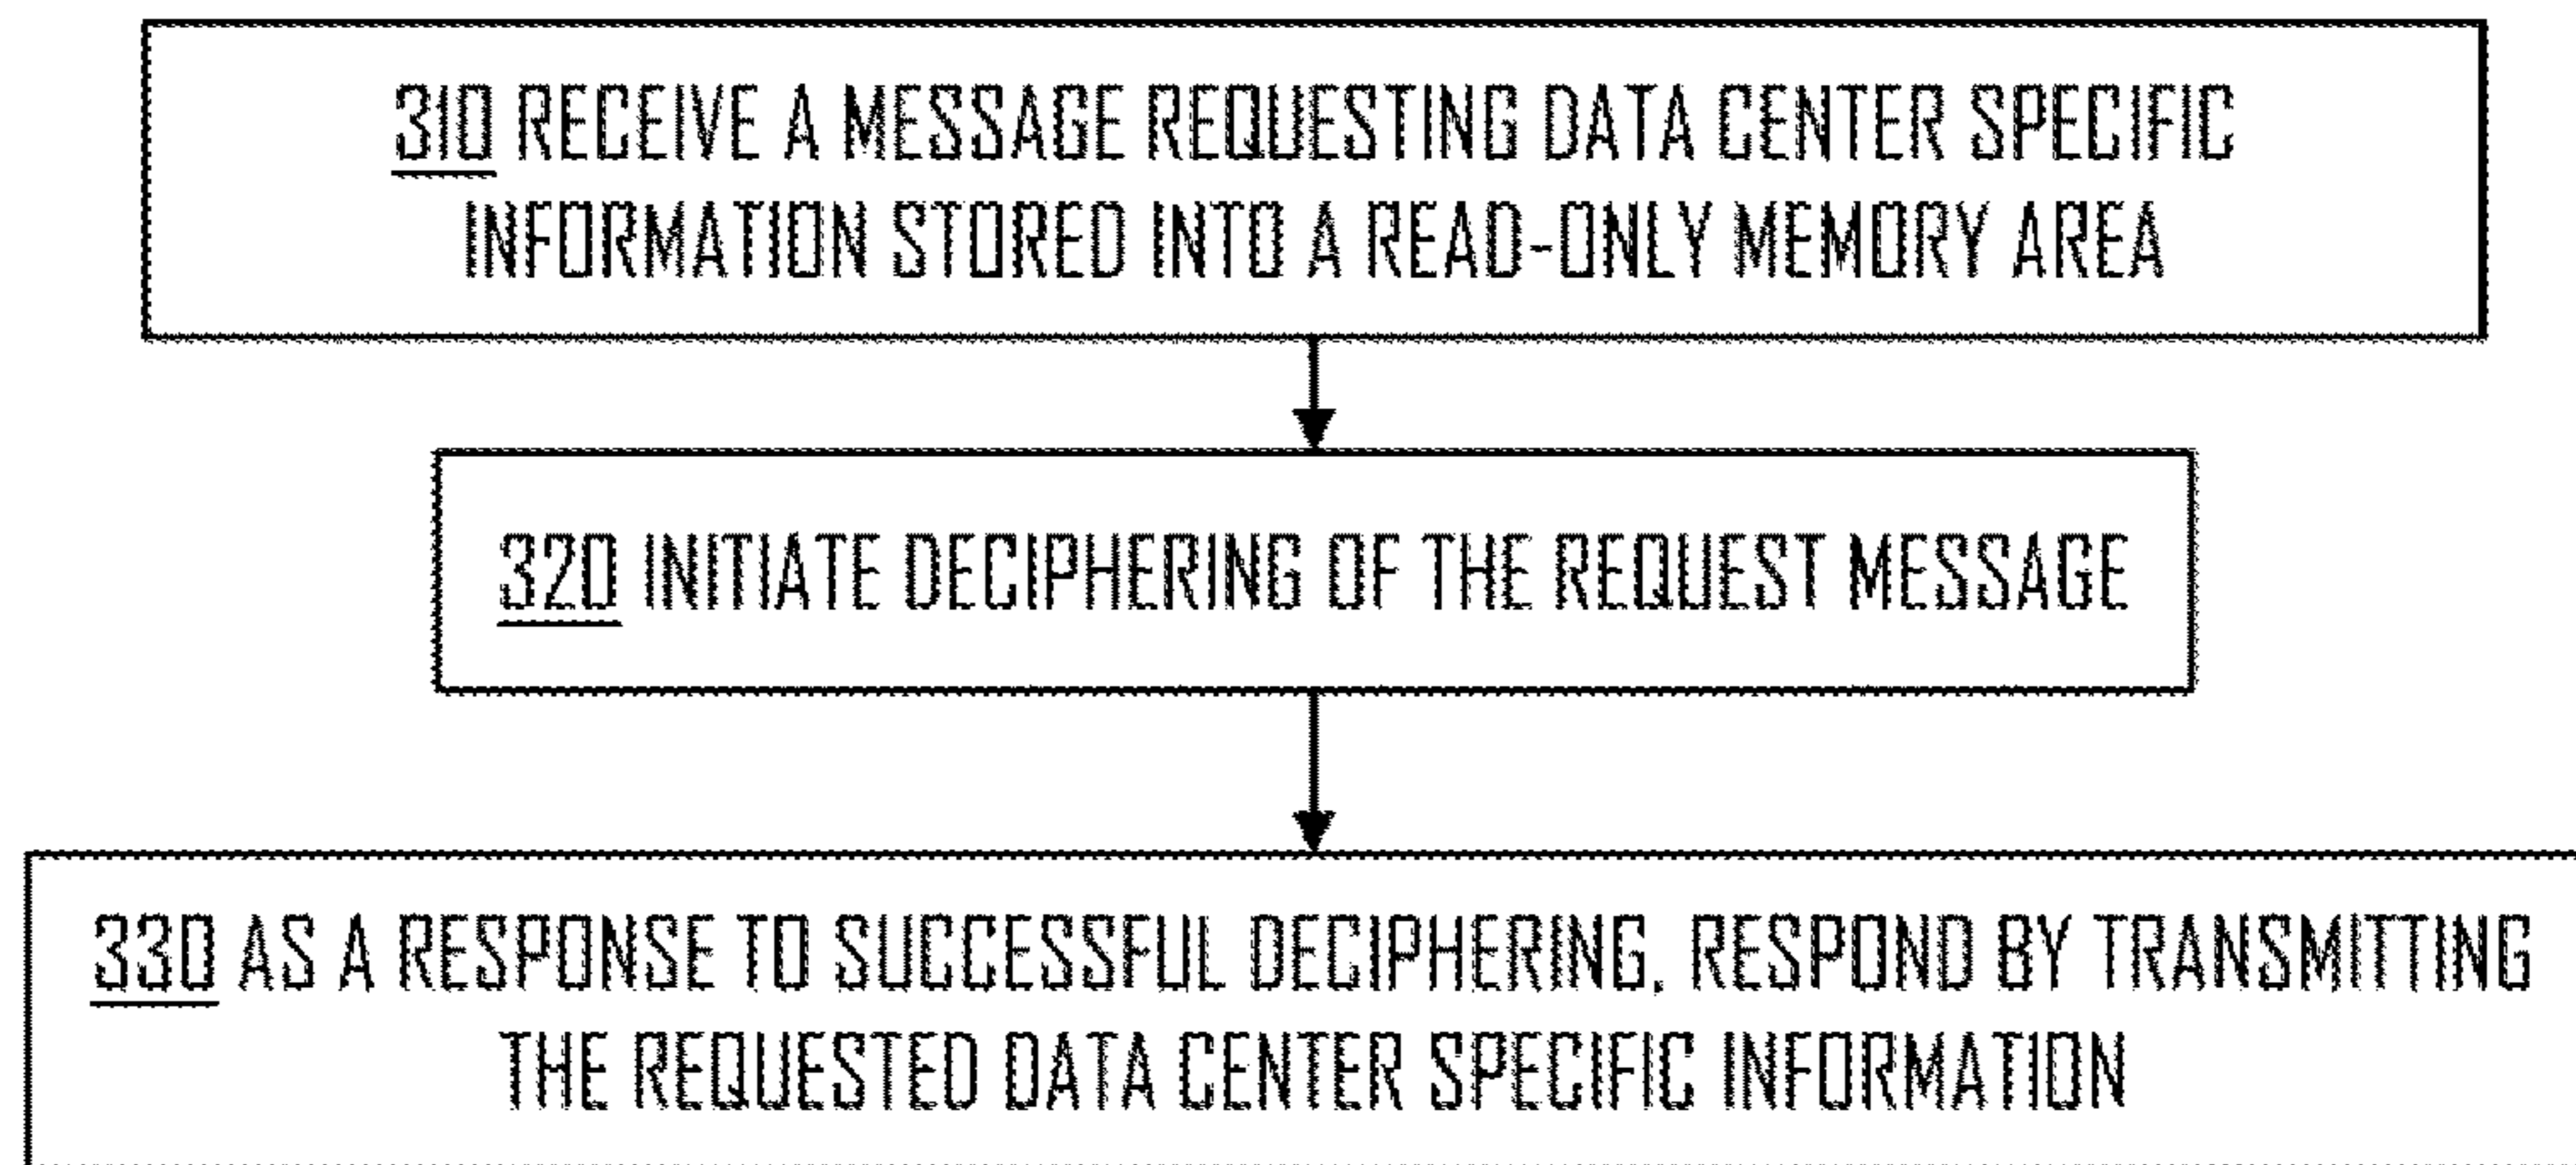 310 RECEIVE A MESSAGE REQUESTING DATA CENTER SPECIFIC
INFORMATION STORED INTO A READ-ONLY MEMORY AREA
320 INITIATE DECIPHERING OF THE REQUEST MESSAGE
330 AS A RESPONSE TO SUCCESSFUL DECIPHERING, RESPOND BY TRANSMITTING
THE REQUESTED DATA CENTER SPECIFIC INFORMATION